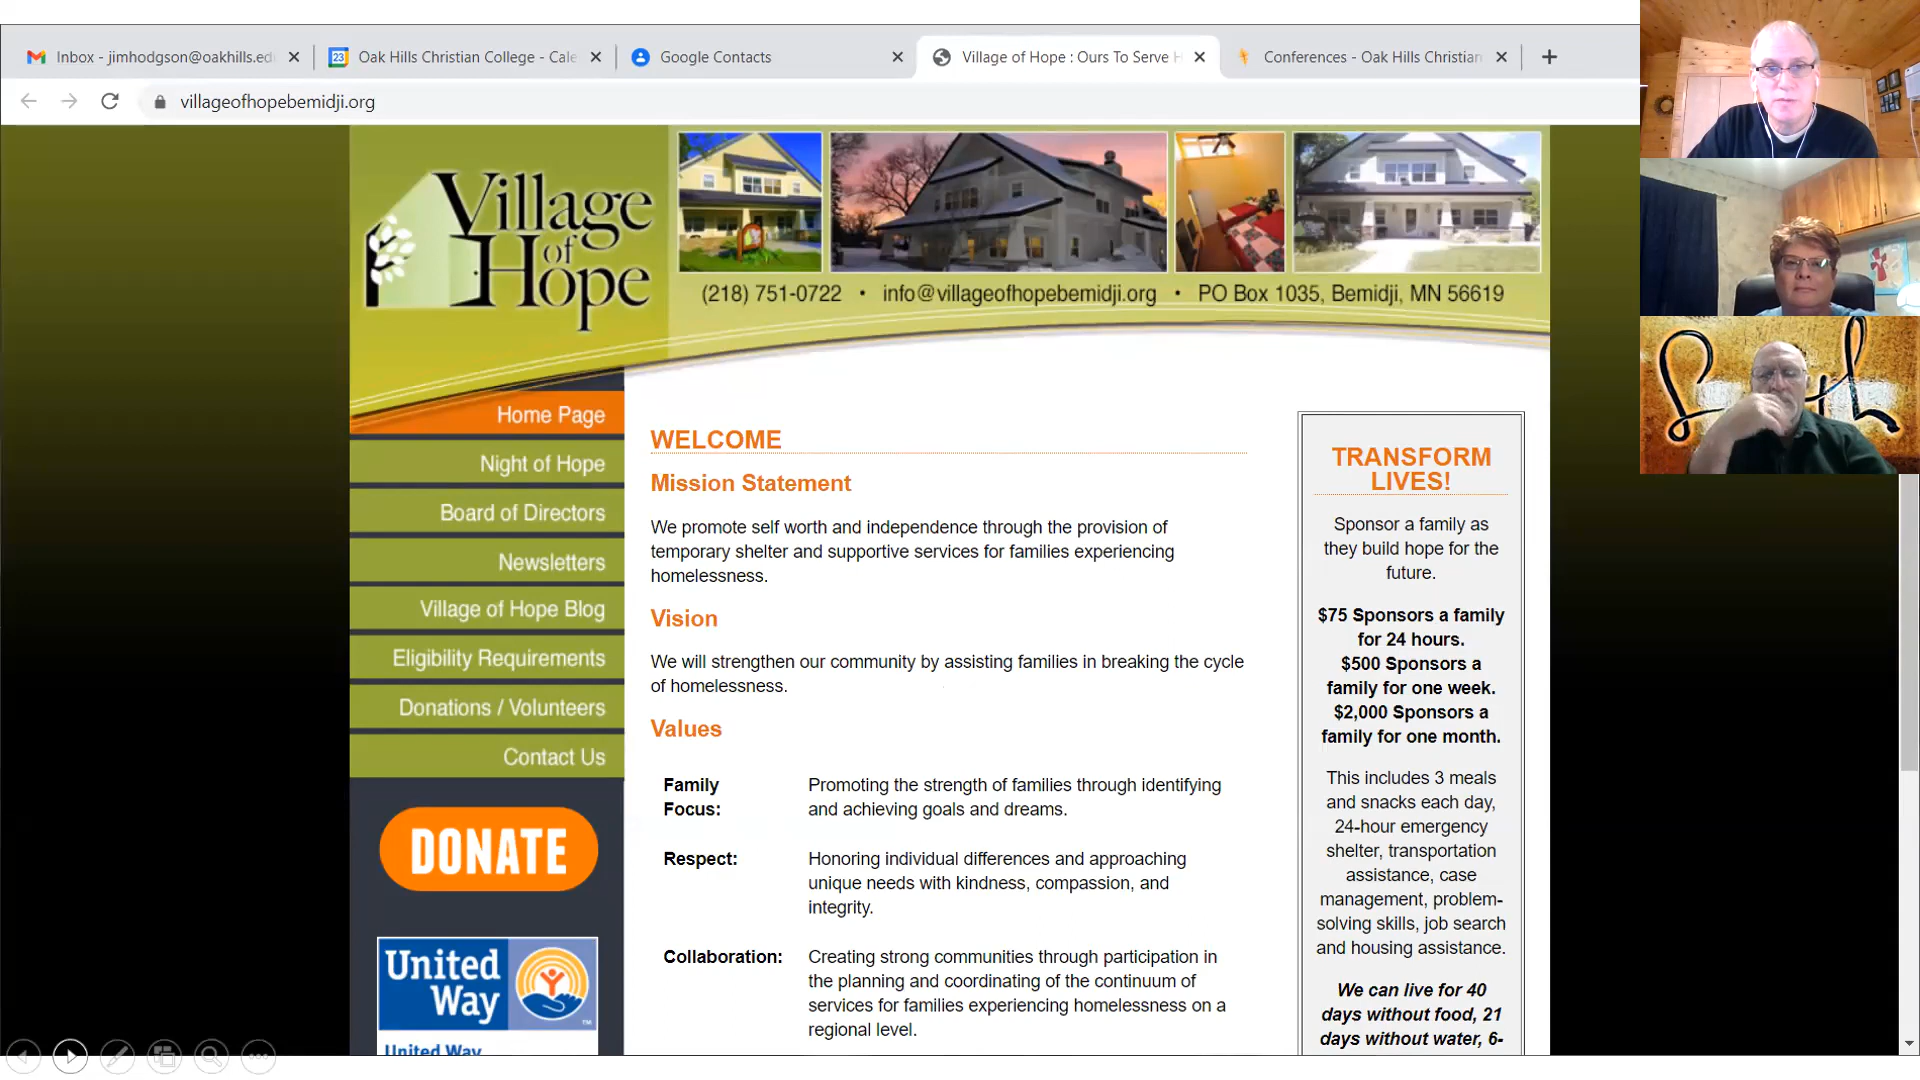 Inbox - jimhodgson@oakhills.ed
Oak Hills Christian College - Cale
Google Contacts
Village of Hope : Ours To Serve H
Conferences - Oak Hills Christian
villageofhopebemidji.org
Village
of
Hope
(218) 751-0722 • info@villageofhopebemidji.org • PO Box 1035, Bemidji, MN 56619
Home Page
Night of Hope
Board of Directors
Newsletters
Village of Hope Blog
Eligibility Requirements
Donations / Volunteers
Contact Us
DONATE
United
Way
United Way
WELCOME
Mission Statement
We promote self worth and independence through the provision of
temporary shelter and supportive services for families experiencing
homelessness.
Vision
We will strengthen our community by assisting families in breaking the cycle
of homelessness.
Values
Family
Focus:
Promoting the strength of families through identifying
and achieving goals and dreams.
Respect:
Honoring individual differences and approaching
unique needs with kindness, compassion, and
integrity.
Collaboration:
Creating strong communities through participation in
the planning and coordinating of the continuum of
services for families experiencing homelessness on a
regional level.
TRANSFORM
LIVES!
Sponsor a family as
they build hope for the
future.
$75 Sponsors a family
for 24 hours.
$500 Sponsors a
family for one week.
$2,000 Sponsors a
family for one month.
This includes 3 meals
and snacks each day,
24-hour emergency
shelter, transportation
assistance, case
management, problem-
solving skills, job search
and housing assistance.
We can live for 40
days without food, 21
days without water, 6-